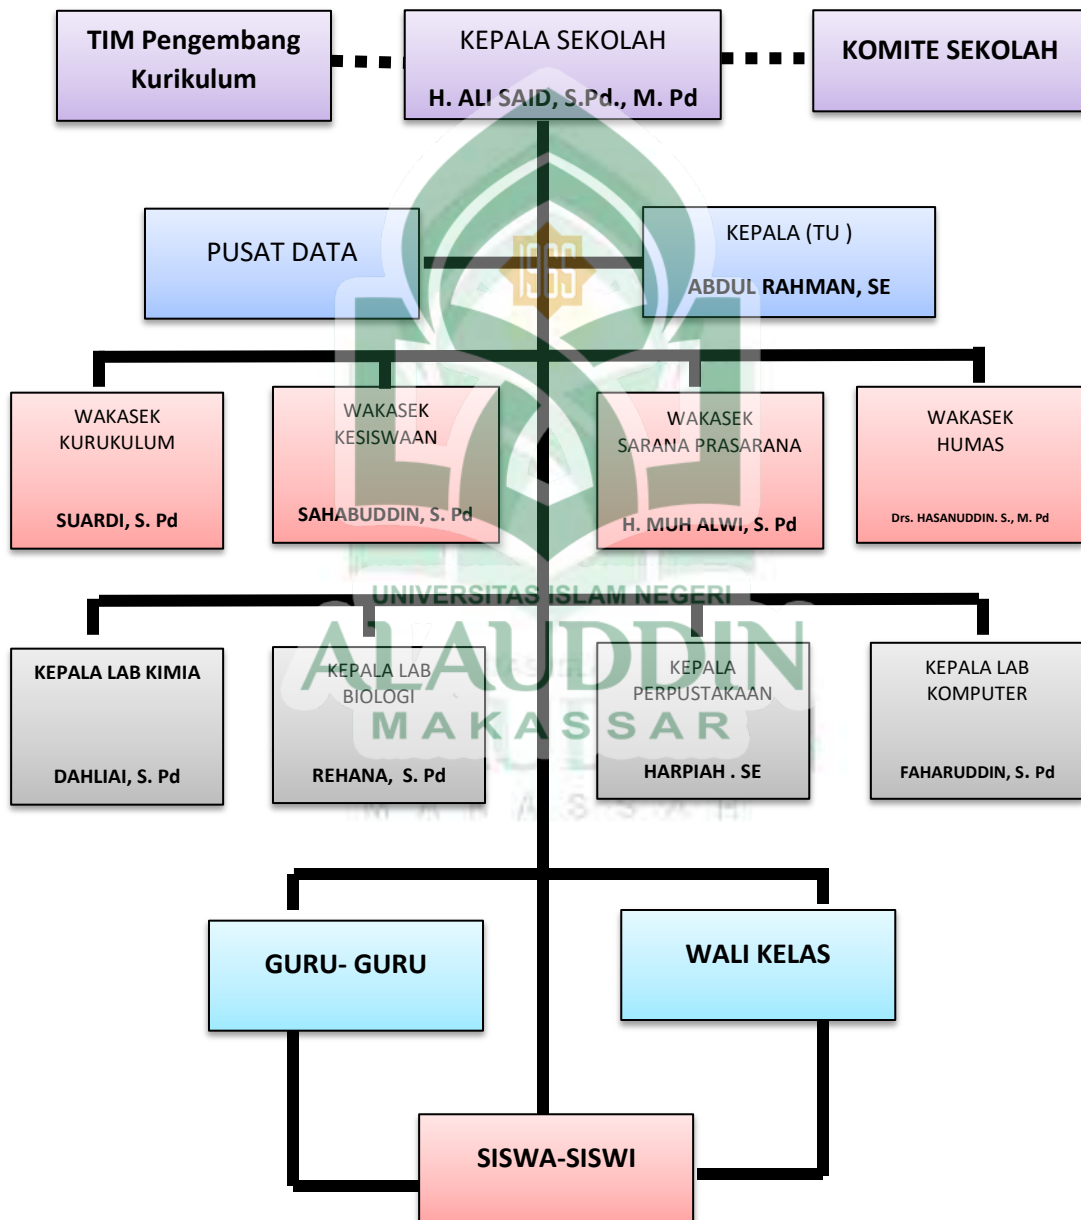 TIM Pengembang
Kurikulum
KEPALA SEKOLAH
H. ALI SAID, S.Pd., M. Pd
KOMITE SEKOLAH
PUSAT DATA
KEPALA (TU )
ABDUL RAHMAN, SE
1965
WAKASEK
KURUKULUM
SUARDI, S. Pd
WAKASEK
KESISWAAN
SAHABUDDIN, S. Pd
WAKASEK
SARANA PRASARANA
H. MUH ALWI, S. Pd
WAKASEK
HUMAS
Drs. HASANUDDIN. S., M. Pd
UNIVERSITAS ISLAM NEGERI
ALAUDDIN
MAKASSAR
KEPALA LAB KIMIA
DAHLIAI, S. Pd
KEPALA LAB
BIOLOGI
REHANA, S. Pd
KEPALA
PERPUSTAKAAN
HARPIAH . SE
KEPALA LAB
KOMPUTER
FAHARUDDIN, S. Pd
M A K A S S A R
GURU- GURU
WALI KELAS
SISWA-SISWI